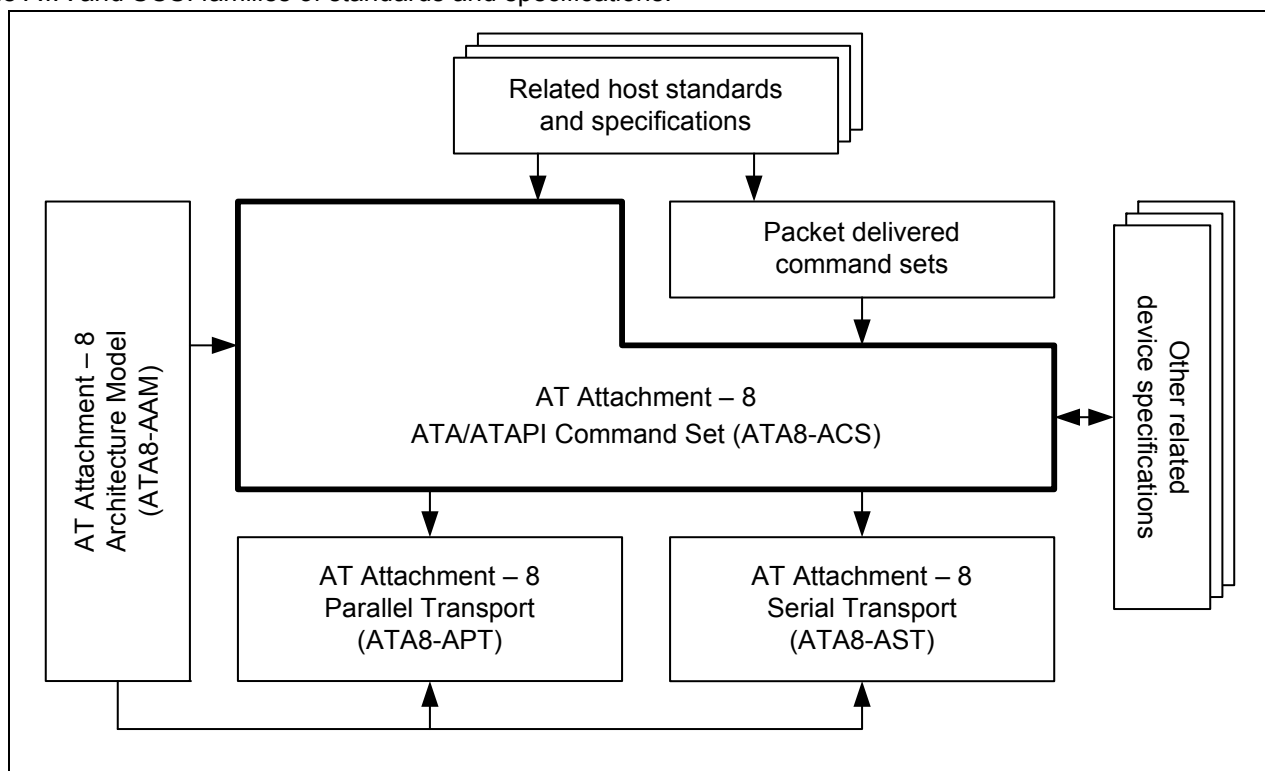 and SCSI families of standards and specifications.
Related host standards
and specifications
Packet delivered
command sets
AT Attachment – 8
Architecture Model
(ATA8-AAM)
AT Attachment – 8
ATA/ATAPI Command Set (ATA8-ACS)
Other related
device specifications
AT Attachment – 8
Parallel Transport
(ATA8-APT)
AT Attachment – 8
Serial Transport
(ATA8-AST)